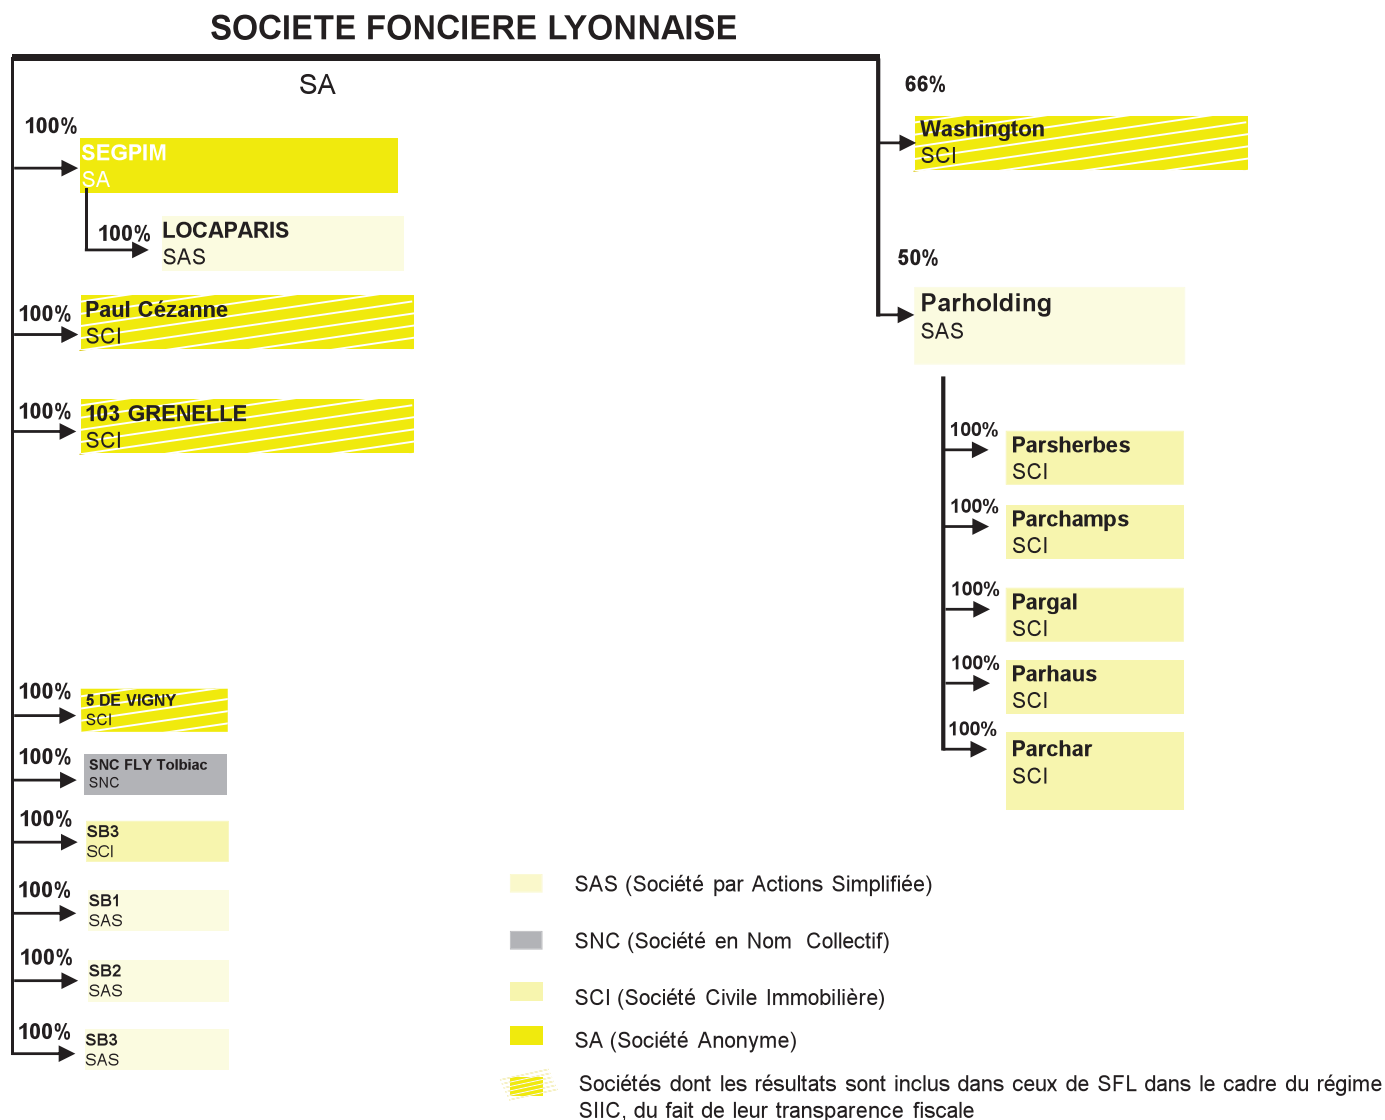 SOCIETE FONCIERE LYONNAISE
SA
100%
SEGPIM
SA
100%
LOCAPARIS
SAS
100%
Paul Cézanne
SCI
100%
103 GRENELLE
SCI
100%
5 DE VIGNY
SCI
100%
SNC FLY Tolbiac
SNC
100%
SB3
SCI
100%
SB1
SAS
100%
SB2
SAS
100%
SB3
SAS
66%
Washington
SCI
50%
Parholding
SAS
100%
Parsherbes
SCI
100%
Parchamps
SCI
100%
Pargal
SCI
100%
Parhaus
SCI
100%
Parchar
SCI
SAS (Société par Actions Simplifiée)
SNC (Société en Nom Collectif)
SCI (Société Civile Immobilière)
SA (Société Anonyme)
Sociétés dont les résultats sont inclus dans ceux de SFL dans le cadre du régime
SIIC, du fait de leur transparence fiscale